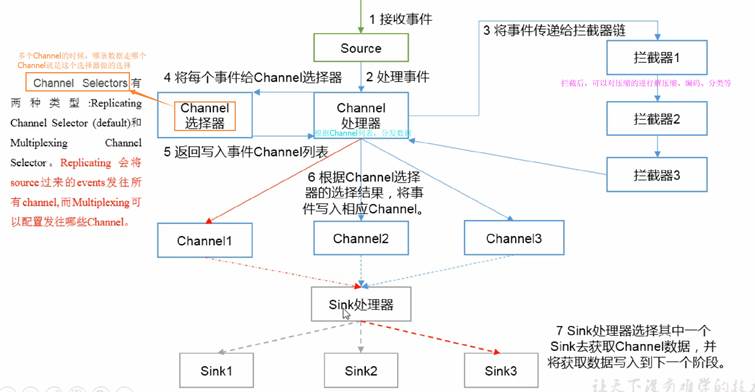 1 接收事件
Source
2 处理事件
3 将事件传递给拦截器链
拦截器1
拦截后，可以对压缩的进行解压缩、编码、分类等
拦截器2
拦截器3
多个Channel的时候，哪条数据走哪个
Channel就是这个选择器做的选择
Channel Selectors有
两种类型:Replicating
Channel Selector (default)和
Multiplexing Channel
Selector。Replicating 会将
source过来的events发往所
有channel,而Multiplexing可
以配置发往哪些Channel。
4 将每个事件给Channel选择器
Channel
选择器
Channel
处理器
根据Channel列表，分发数据
5 返回写入事件Channel列表
6 根据Channel选择
器的选择结果，将事
件写入相应Channel。
Channel1
Channel2
Channel3
Sink处理器
7 Sink处理器选择其中一个
Sink去获取Channel数据，并
将获取数据写入到下一个阶段。
Sink1
Sink2
Sink3
让天下没有难学的技